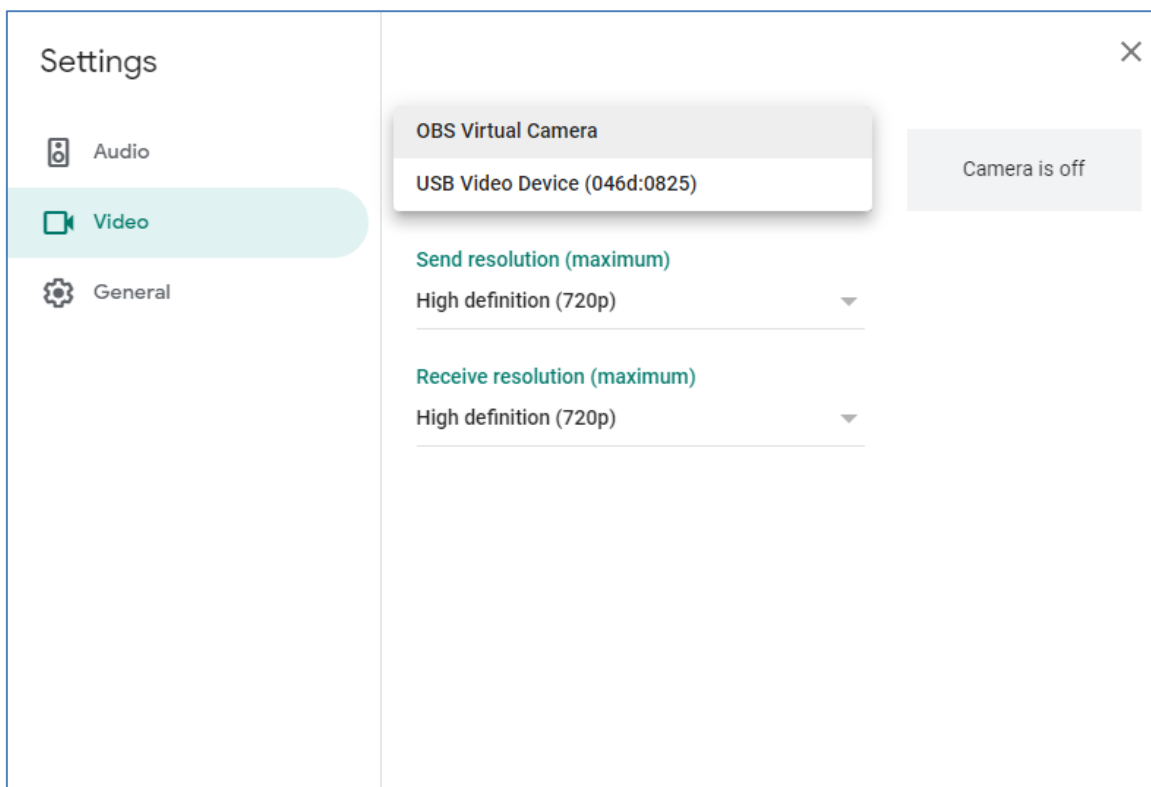 Settings
Audio
Video
General
OBS Virtual Camera
USB Video Device (046d:0825)
Camera is off
Send resolution (maximum)
High definition (720p)
Receive resolution (maximum)
High definition (720p)